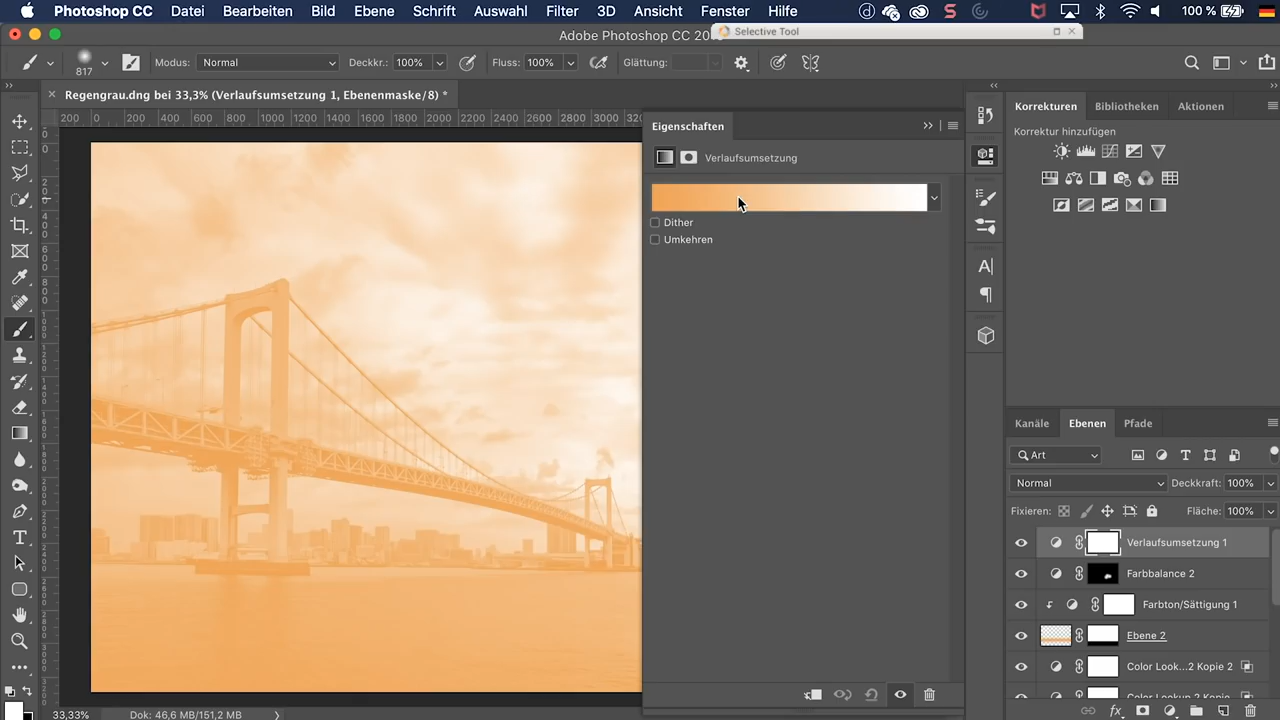 Photoshop CC Datei Bearbeiten Bild Ebene Schrift Auswahl Filter 3D Ansicht Fenster Hilfe 100 %
Adobe Photoshop CC 20
Selective Tool
817 Modus: Normal Deckkr.: 100% Fluss: 100% Glättung:
Regengrau.dng bei 33,3% (Verlaufsumsetzung 1, Ebenenmaske/8) *
200 0 200 400 600 800 1000 1200 1400 1600 1800 2000 2200 2400 2600 2800 3000 32
Eigenschaften
Verlaufsumsetzung
Dither
Umkehren
Korrekturen Bibliotheken Aktionen
Korrektur hinzufügen
Kanäle Ebenen Pfade
Art
Normal Deckkraft: 100%
Fixieren: Fläche: 100%
Verlaufsumsetzung 1
Farbbalance 2
Farbton/Sättigung 1
Ebene 2
Color Look...2 Kopie 2
Color Lookup 2 Kopie
33,33% Dok: 46,6 MB/151,2 MB